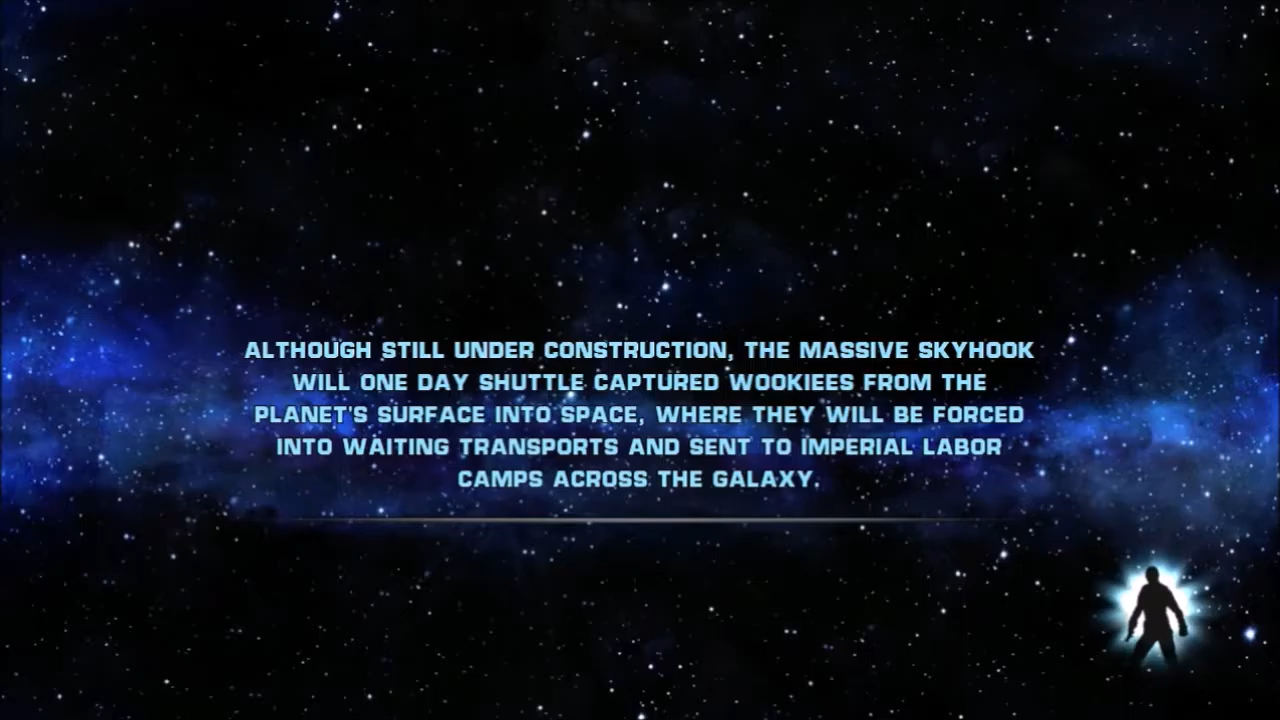 ALTHOUGH STILL UNDER CONSTRUCTION, THE MASSIVE SKYHOOK
WILL ONE DAY SHUTTLE CAPTURED WOOKIEES FROM THE
PLANET'S SURFACE INTO SPACE, WHERE THEY WILL BE FORCED
INTO WAITING TRANSPORTS AND SENT TO IMPERIAL LABOR
CAMPS ACROSS THE GALAXY.